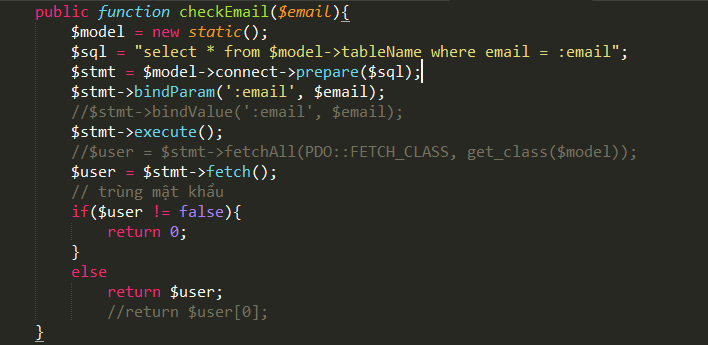 public function checkEmail($email){
$model = new static();
$sql = "select * from $model->tableName where email = :email";
$stmt = $model->connect->prepare($sql);
$stmt->bindParam(':email', $email);
//$stmt->bindValue(':email', $email);
$stmt->execute();
//$user = $stmt->fetchAll(PDO::FETCH_CLASS, get_class($model));
$user = $stmt->fetch();
// trùng mật khẩu
if($user != false){
return 0;
}
else
return $user;
//return $user[0];
}